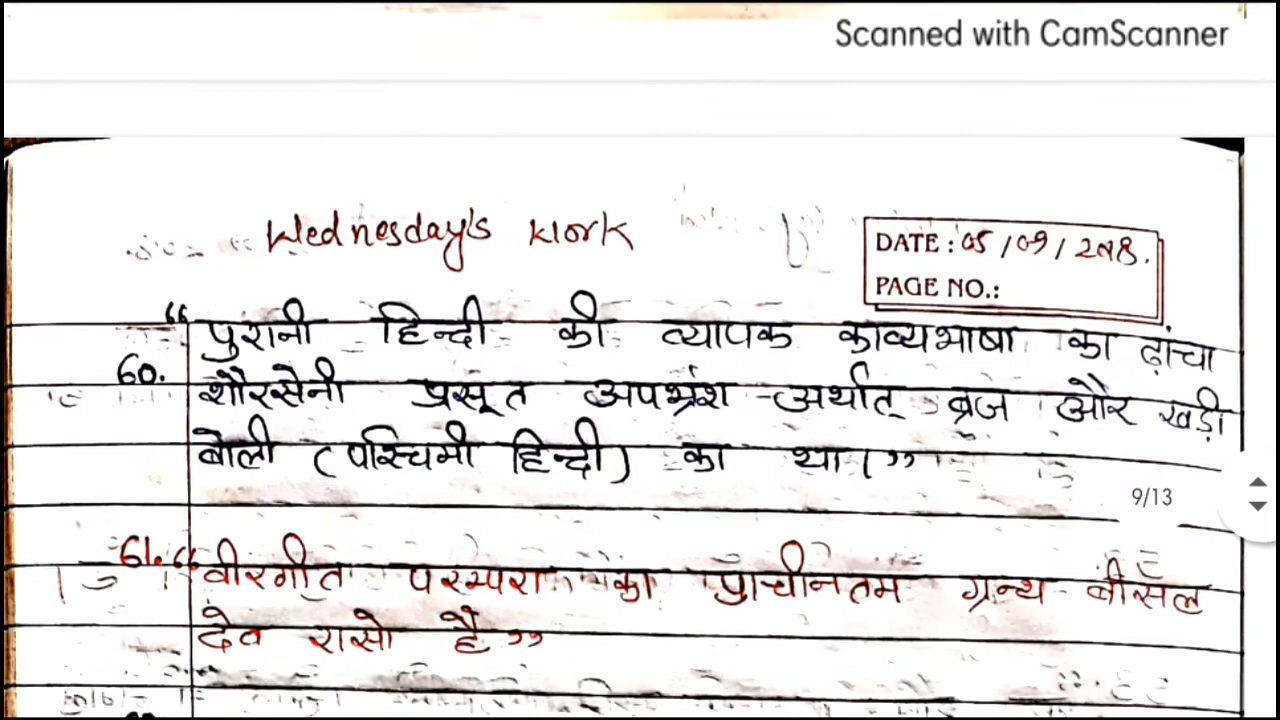 Scanned with CamScanner
Wednesday's Work
DATE: 05/09/2018.
PAGE NO.:
"पुरानी हिन्दी की व्यापक काव्यभाषा का ढ़ांचा
60. शौरसेनी प्रसूत अपभ्रंश अर्थात् ब्रज और खड़ी
बोली (पश्चिमी हिन्दी) का था।"
9/13
61. "वीरगीत परम्परा का प्राचीनतम ग्रन्थ बीसल
देव रासो है"